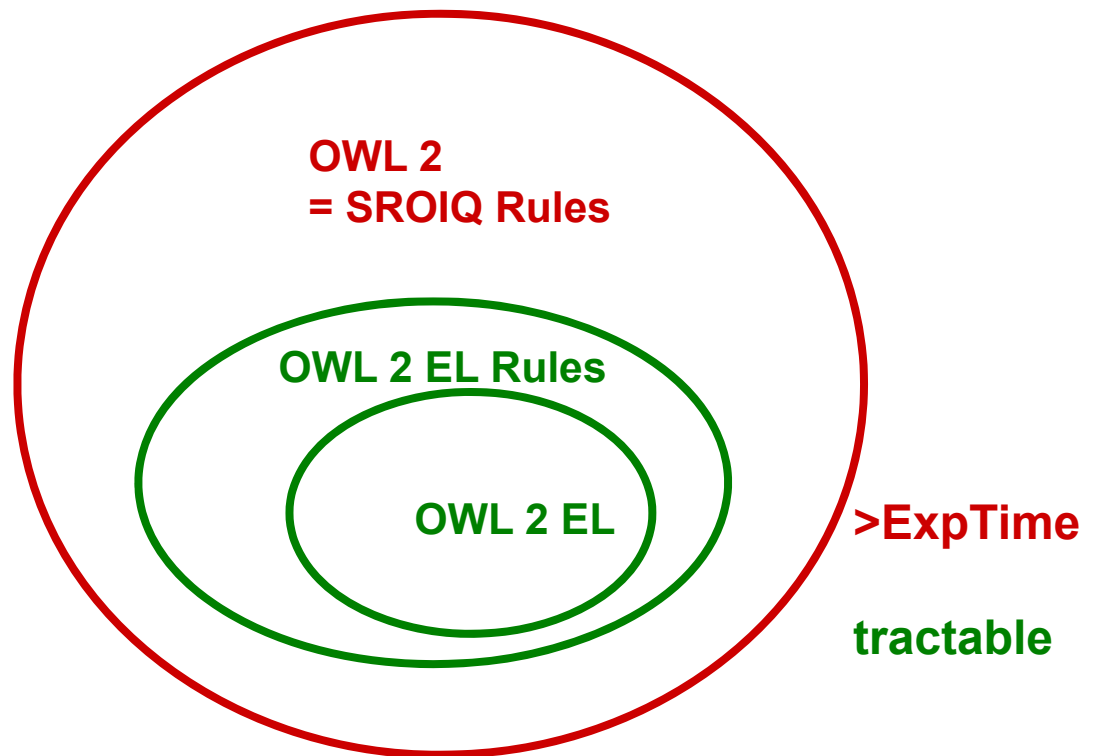 OWL 2
= SROIQ Rules
OWL 2 EL Rules
OWL 2 EL
>ExpTime
tractable